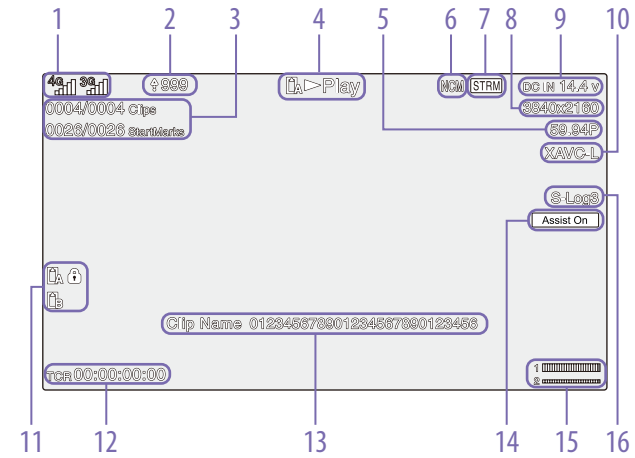 1 2 3 4 5 6 7 8 9 10
4G 3G 999 A Play NCM STRM DC IN 14.4 V
0004/0004 Clips 3840x2160
0026/0026 StartMarks 59.94P
XAVC-L
S-Log3
Assist On
A
B
Clip Name 012345678901234567890123456
TCR 00:00:00:00
1
2
11 12 13 14 15 16